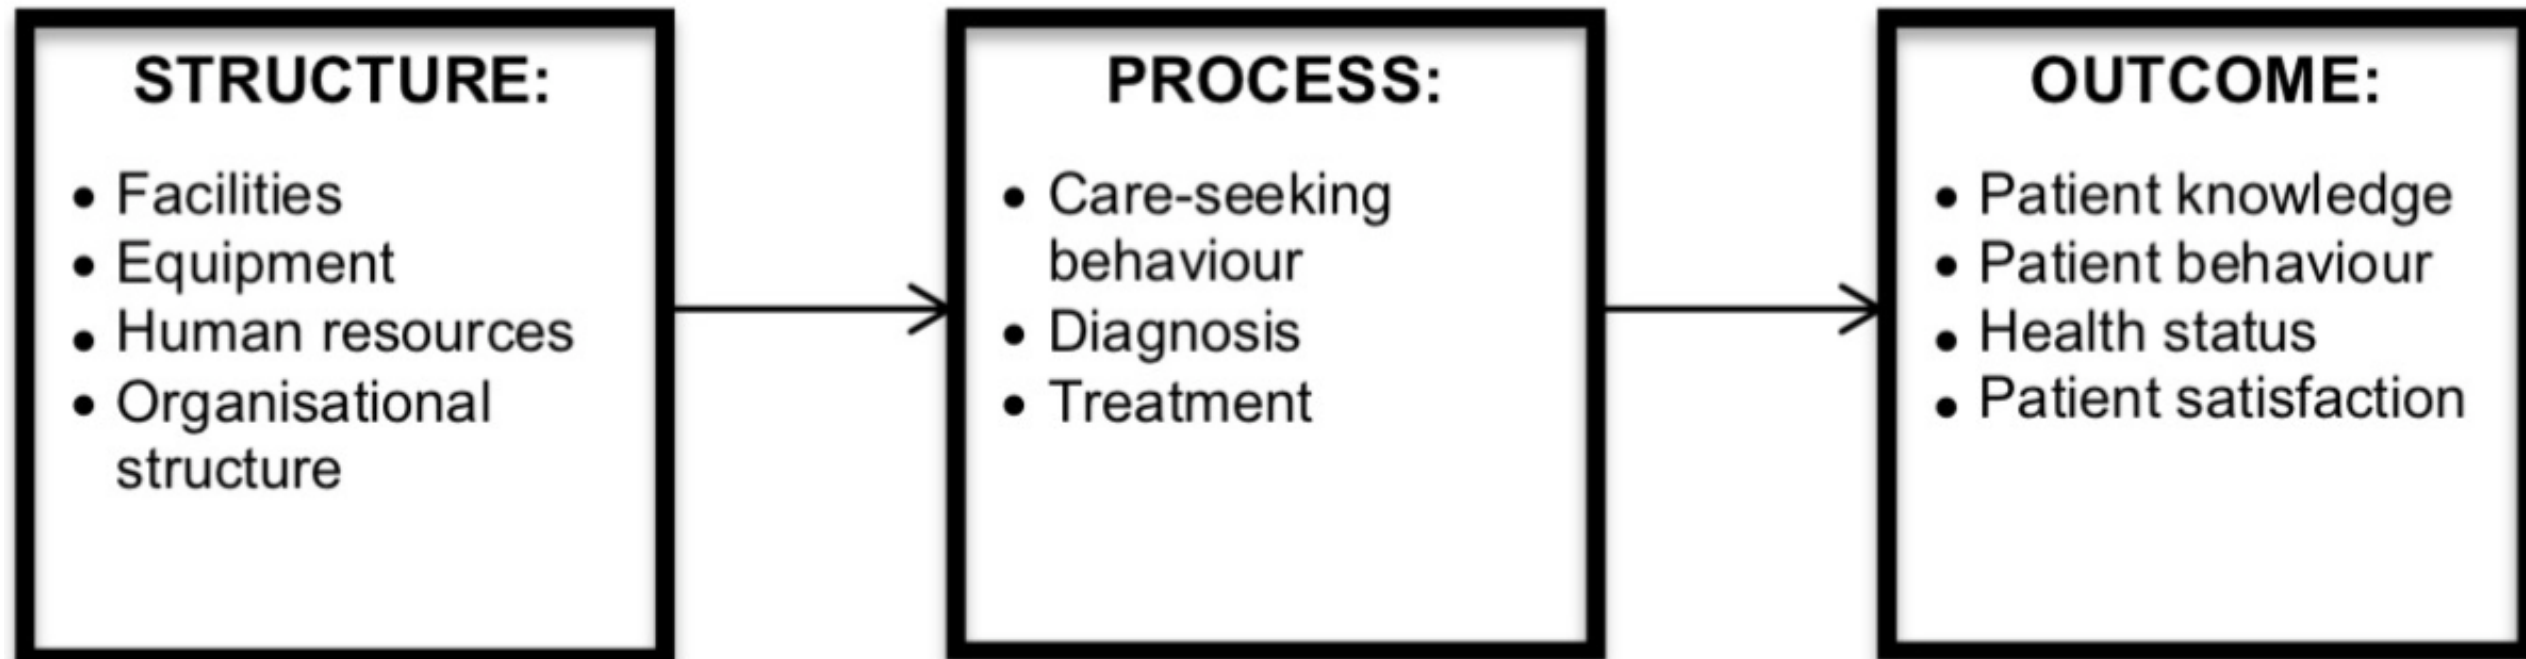 STRUCTURE:
• Facilities
• Equipment
• Human resources
• Organisational
structure
PROCESS:
• Care-seeking
behaviour
• Diagnosis
• Treatment
OUTCOME:
• Patient knowledge
• Patient behaviour
• Health status
• Patient satisfaction